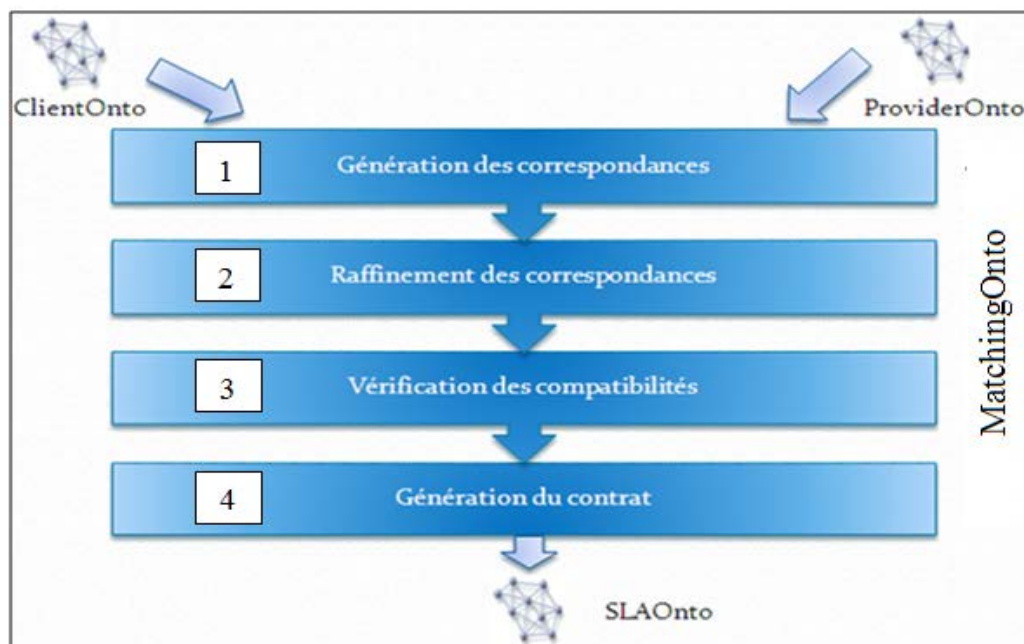 ClientOnto
ProviderOnto
1
Génération des correspondances
2
Raffinement des correspondances
3
Vérification des compatibilités
4
Génération du contrat
MatchingOnto
SLAOnto